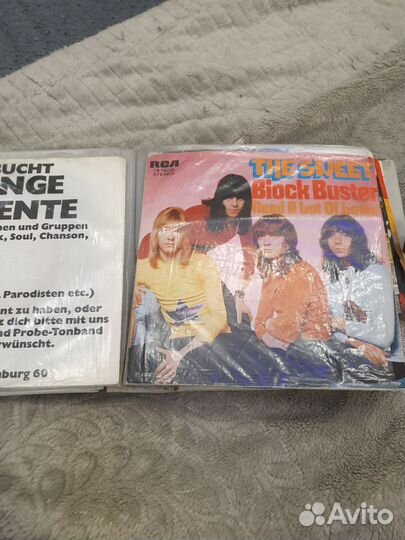 SUCHT
NGE
ENTE
nen und Gruppen
k, Soul, Chanson,
Parodisten etc.)
nt zu haben, oder
z dich bitte mit uns
nd Probe-Tonband
rwünscht.
burg 60
RCA
STEREO
THE SWEET
Block Buster
Need A Lot Of
Avito